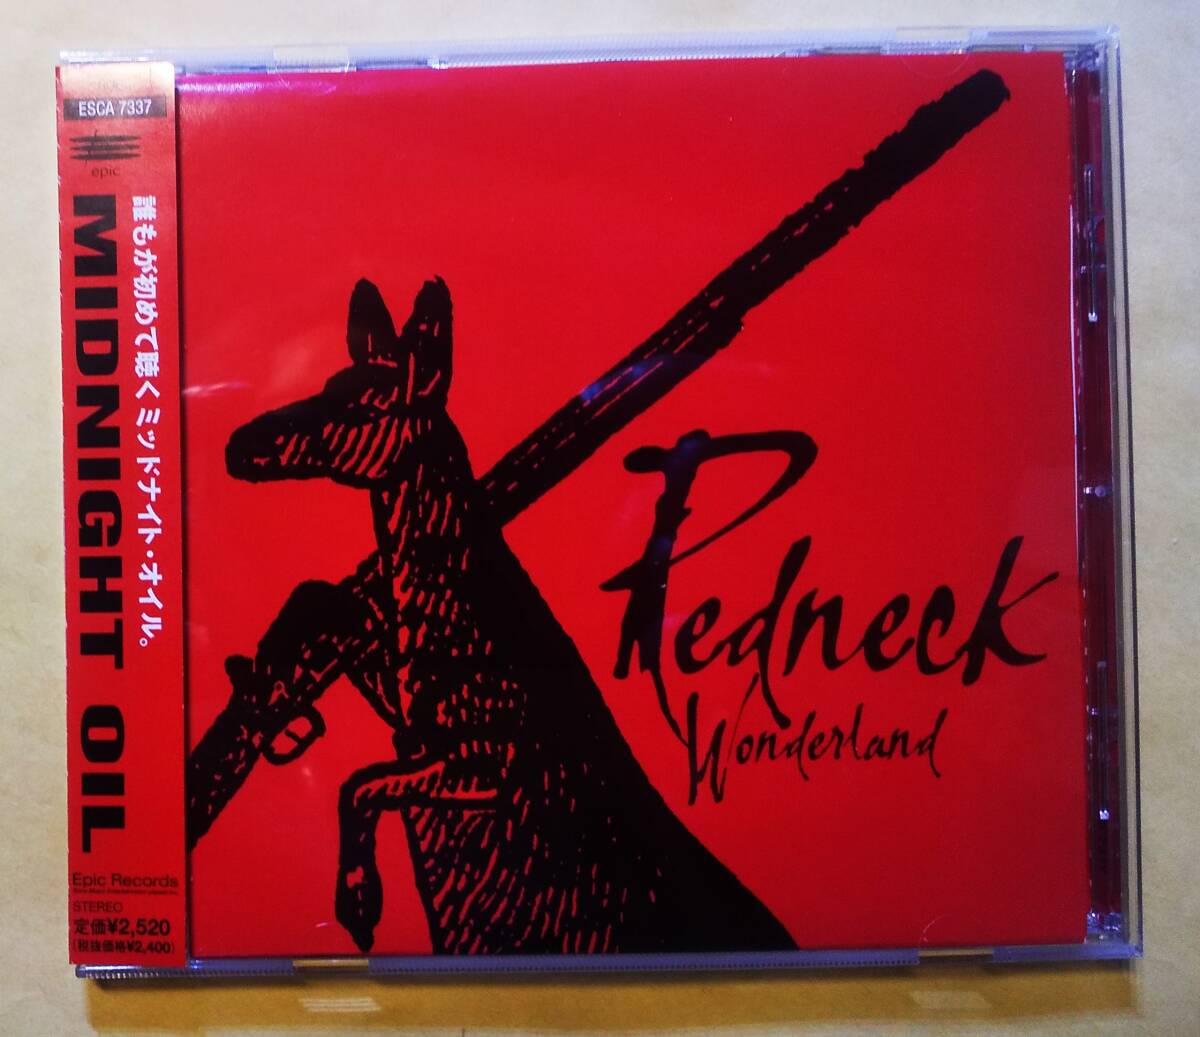 ESCA 7337
epic
MIDNIGHT OIL
誰もが初めて聴くミッドナイト・オイル。
Epic Records
STEREO
定価¥2,520
(税抜価格¥2,400)
Redneck
Wonderland